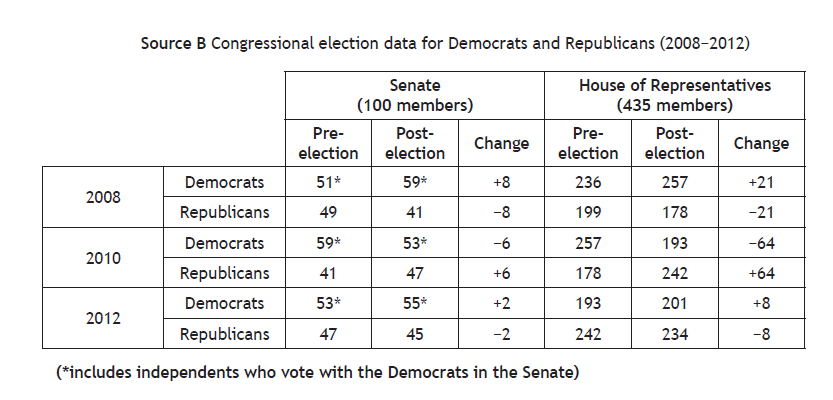 Source B Congressional election data for Democrats and Republicans (2008–2012)
Senate House of Representatives
(100 members) (435 members)
Pre- Post- Change Pre- Post- Change
election election election election
2008 Democrats 51* 59* +8 236 257 +21
Republicans 49 41 −8 199 178 −21
2010 Democrats 59* 53* −6 257 193 −64
Republicans 41 47 +6 178 242 +64
2012 Democrats 53* 55* +2 193 201 +8
Republicans 47 45 −2 242 234 −8
(*includes independents who vote with the Democrats in the Senate)